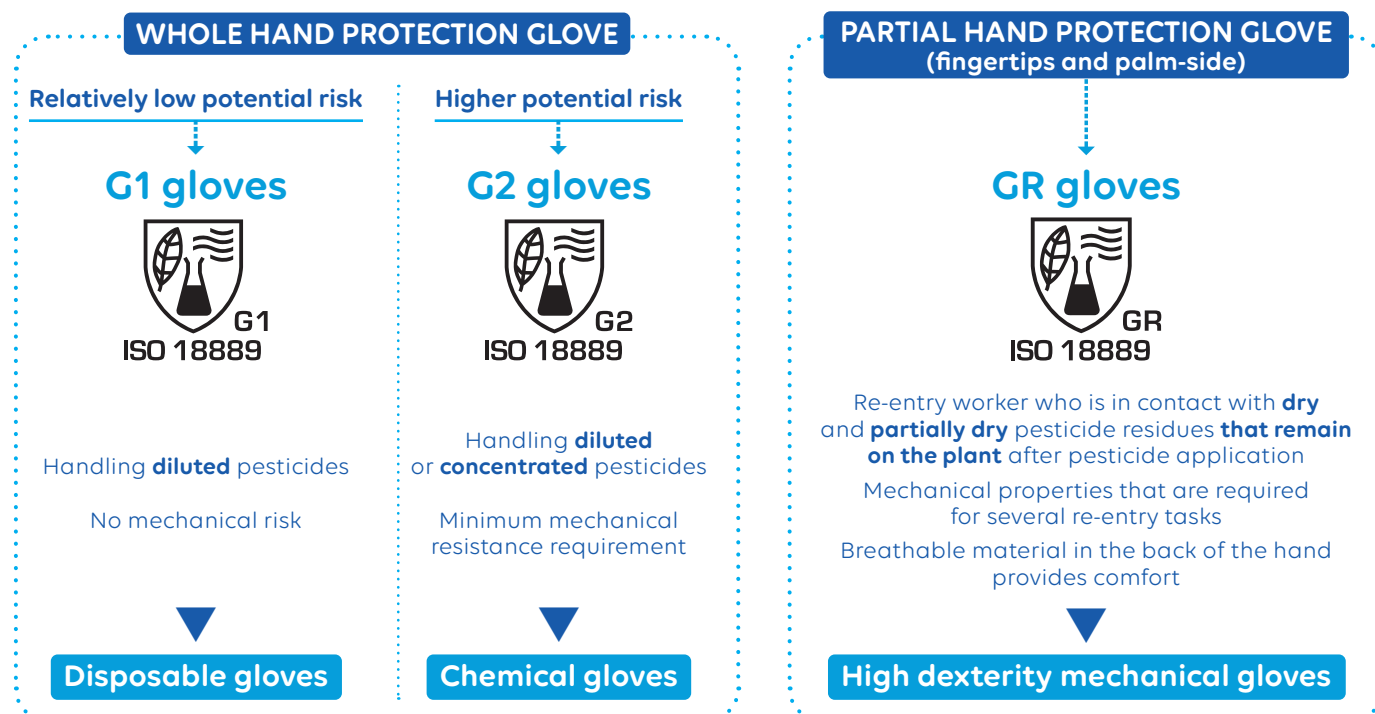 WHOLE HAND PROTECTION GLOVE
Relatively low potential risk
G1 gloves
G1
ISO 18889
Handling diluted pesticides
No mechanical risk
Disposable gloves
Higher potential risk
G2 gloves
G2
ISO 18889
Handling diluted
or concentrated pesticides
Minimum mechanical
resistance requirement
Chemical gloves
PARTIAL HAND PROTECTION GLOVE
(fingertips and palm-side)
GR gloves
GR
ISO 18889
Re-entry worker who is in contact with dry
and partially dry pesticide residues that remain
on the plant after pesticide application
Mechanical properties that are required
for several re-entry tasks
Breathable material in the back of the hand
provides comfort
High dexterity mechanical gloves